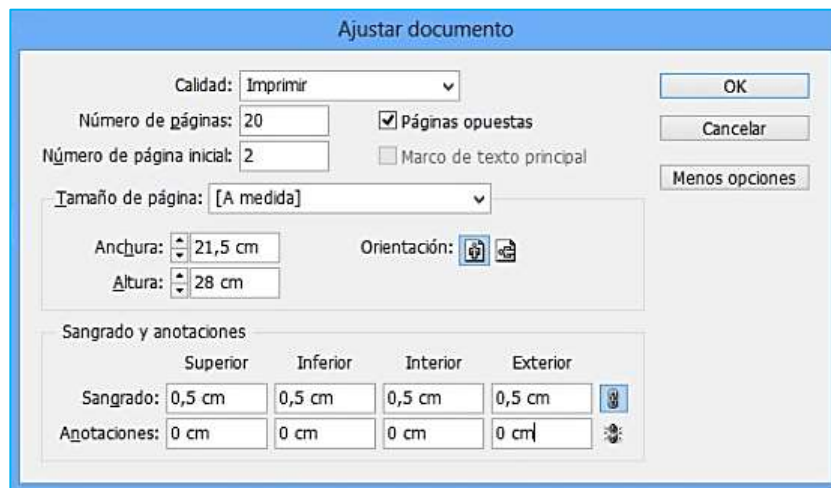 Ajustar documento
Calidad: Imprimir
OK
Número de páginas: 20
Páginas opuestas
Cancelar
Número de página inicial: 2
Marco de texto principal
Menos opciones
Tamaño de página: [A medida]
Anchura: 21,5 cm
Orientación:
Altura: 28 cm
Sangrado y anotaciones
Superior Inferior Interior Exterior
Sangrado: 0,5 cm 0,5 cm 0,5 cm 0,5 cm
Anotaciones: 0 cm 0 cm 0 cm 0 cm